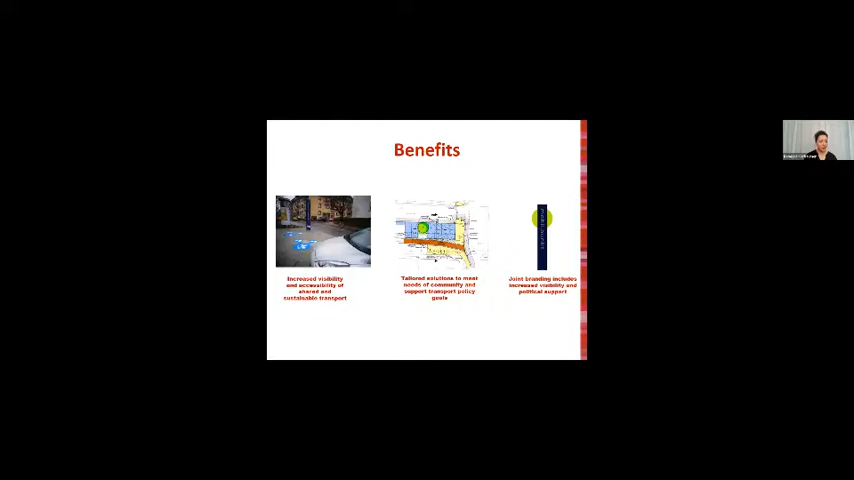 Benefits
Increased visibility
and accessibility of
shared and
sustainable transport
Tailored solutions to meet
needs of community and
support transport policy
goals
Joint branding includes
increased visibility and
political support